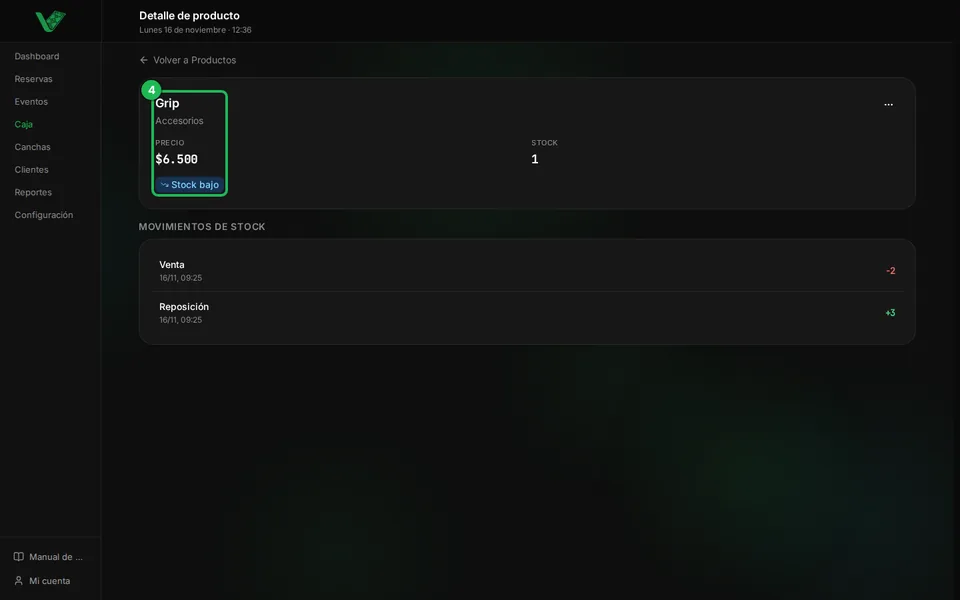 Detalle de producto
Lunes 16 de noviembre · 12:36
Dashboard
Reservas
Eventos
Caja
Canchas
Clientes
Reportes
Configuración
Manual de ...
Mi cuenta
← Volver a Productos
4
Grip
Accesorios
PRECIO
$6.500
Stock bajo
STOCK
1
...
MOVIMIENTOS DE STOCK
Venta
16/11, 09:25
-2
Reposición
16/11, 09:25
+3